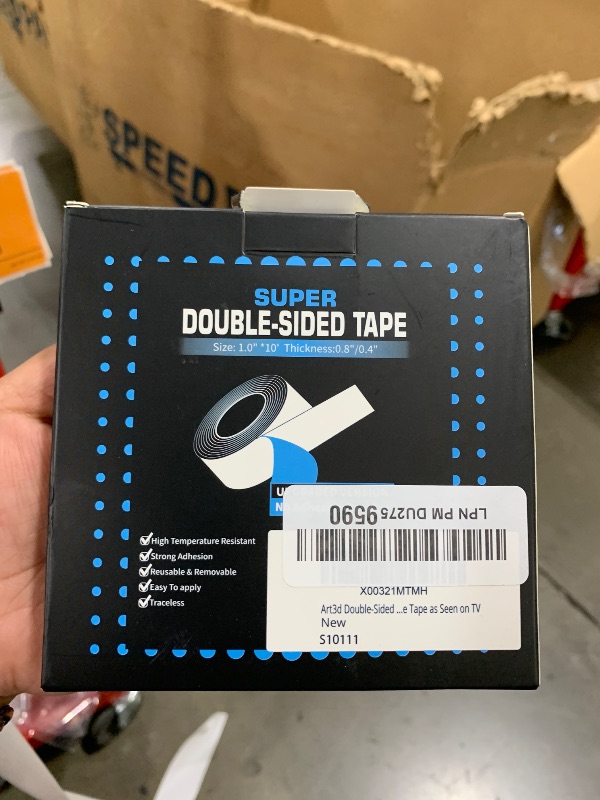 SPEED
SUPER
DOUBLE-SIDED TAPE
Size: 1.0" *10' Thickness:0.8"/0.4"
High Temperature Resistant
Strong Adhesion
Reusable & Removable
Easy To apply
Traceless
LPN PM DU2759590
X00321MTMH
Art3d Double-Sided ...e Tape as Seen on TV
New
S10111